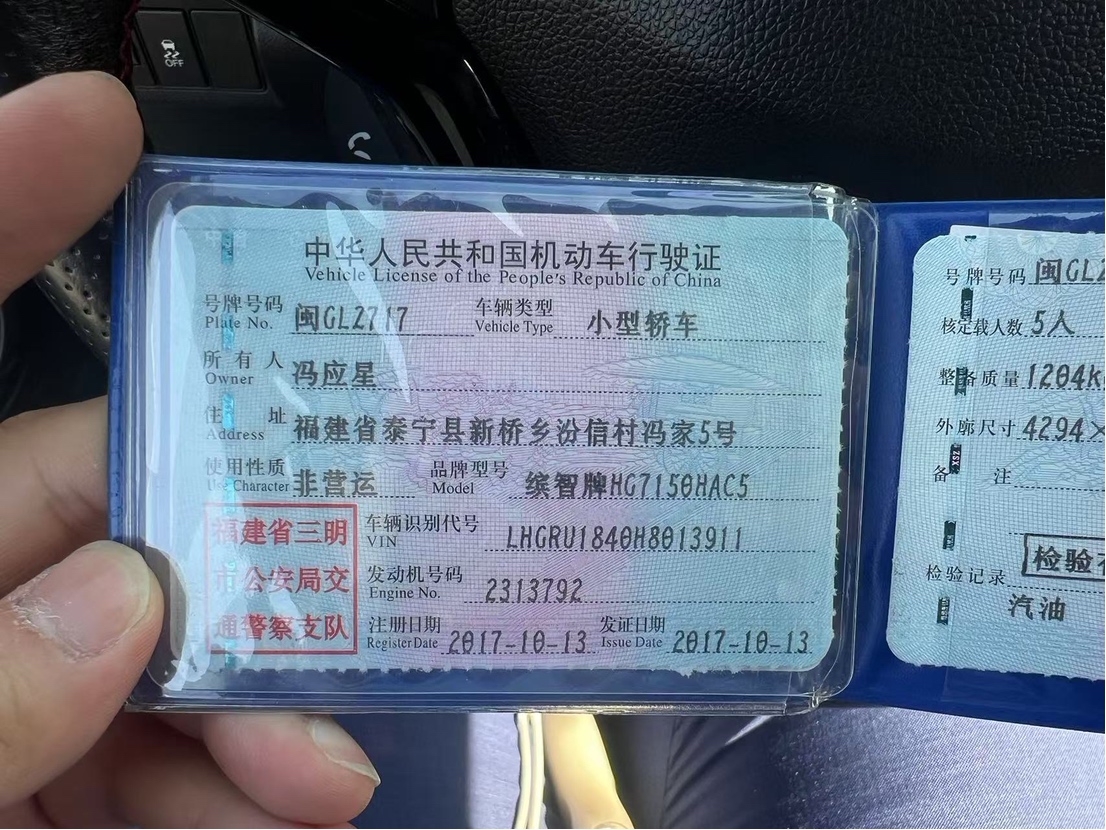 OFF
中华人民共和国机动车行驶证
Vehicle License of the People's Republic of China
号牌号码 闽GLZ717 车辆类型 小型轿车
Plate No. Vehicle Type
所有人 冯应星
Owner
住址 福建省泰宁县新桥乡汾信村冯家5号
Address
使用性质 非营运 品牌型号 缤智牌HG7150HAC5
Use Character Model
福建省三明
市公安局交
通警察支队
车辆识别代号 LHGRU1840H8013911
VIN
发动机号码 2313792
Engine No.
注册日期 2017-10-13 发证日期 2017-10-13
Register Date Issue Date
号牌号码 闽GLZ
核定载人数 5人
整备质量 1204k
外廓尺寸 4294×
备注
检验记录 检验
汽油